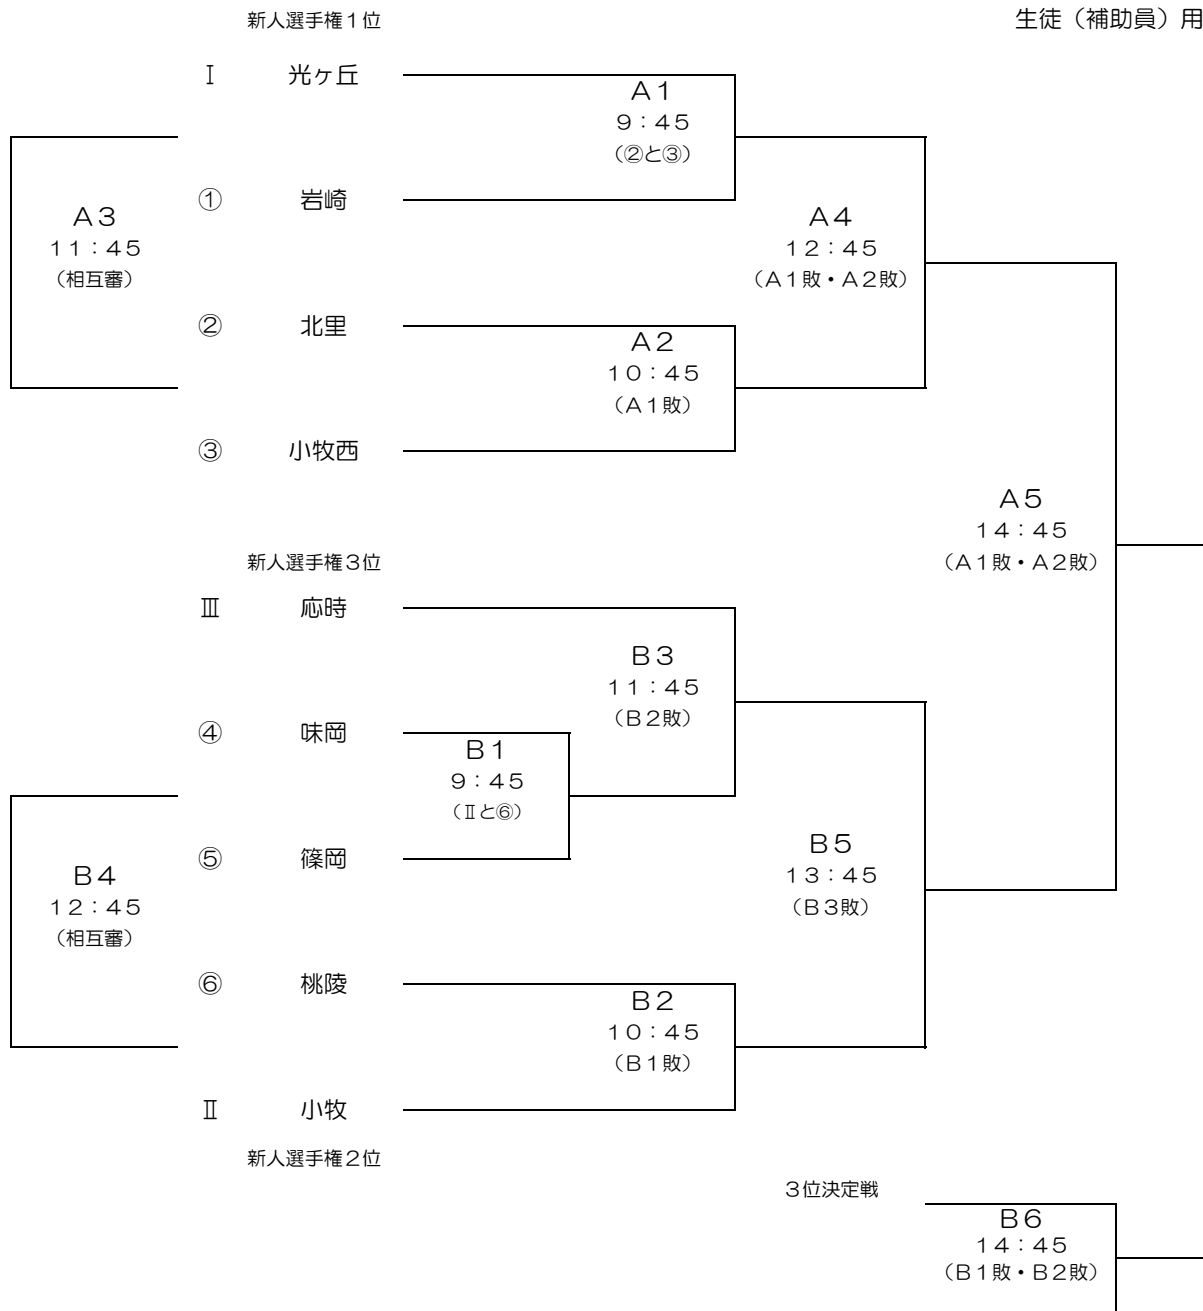 新人選手権１位
生徒（補助員）用
Ⅰ 光ヶ丘
Ａ１
９：４５
（②と③）
① 岩崎
Ａ３
１１：４５
（相互審）
Ａ４
１２：４５
（Ａ１敗・Ａ２敗）
② 北里
Ａ２
１０：４５
（Ａ１敗）
③ 小牧西
Ａ５
１４：４５
（Ａ１敗・Ａ２敗）
新人選手権３位
Ⅲ 応時
Ｂ３
１１：４５
（Ｂ２敗）
④ 味岡
Ｂ１
９：４５
（Ⅱと⑥）
⑤ 篠岡
Ｂ４
１２：４５
（相互審）
Ｂ５
１３：４５
（Ｂ３敗）
⑥ 桃陵
Ｂ２
１０：４５
（Ｂ１敗）
Ⅱ 小牧
新人選手権２位
３位決定戦
Ｂ６
１４：４５
（Ｂ１敗・Ｂ２敗）